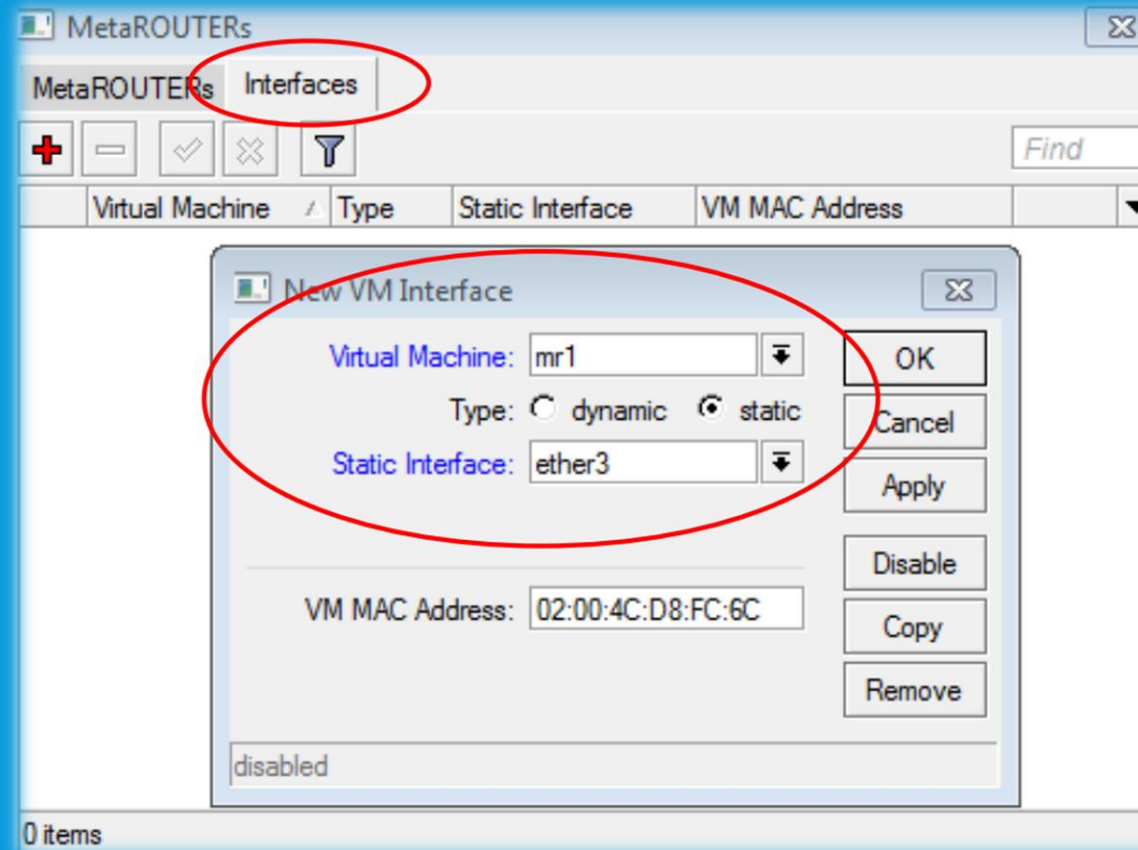 MetaROUTERs
MetaROUTERs Interfaces
Find
Virtual Machine Type Static Interface VM MAC Address
New VM Interface
Virtual Machine: mr1 OK
Type: dynamic static Cancel
Static Interface: ether3 Apply
Disable
VM MAC Address: 02:00:4C:D8:FC:6C Copy
Remove
disabled
0 items